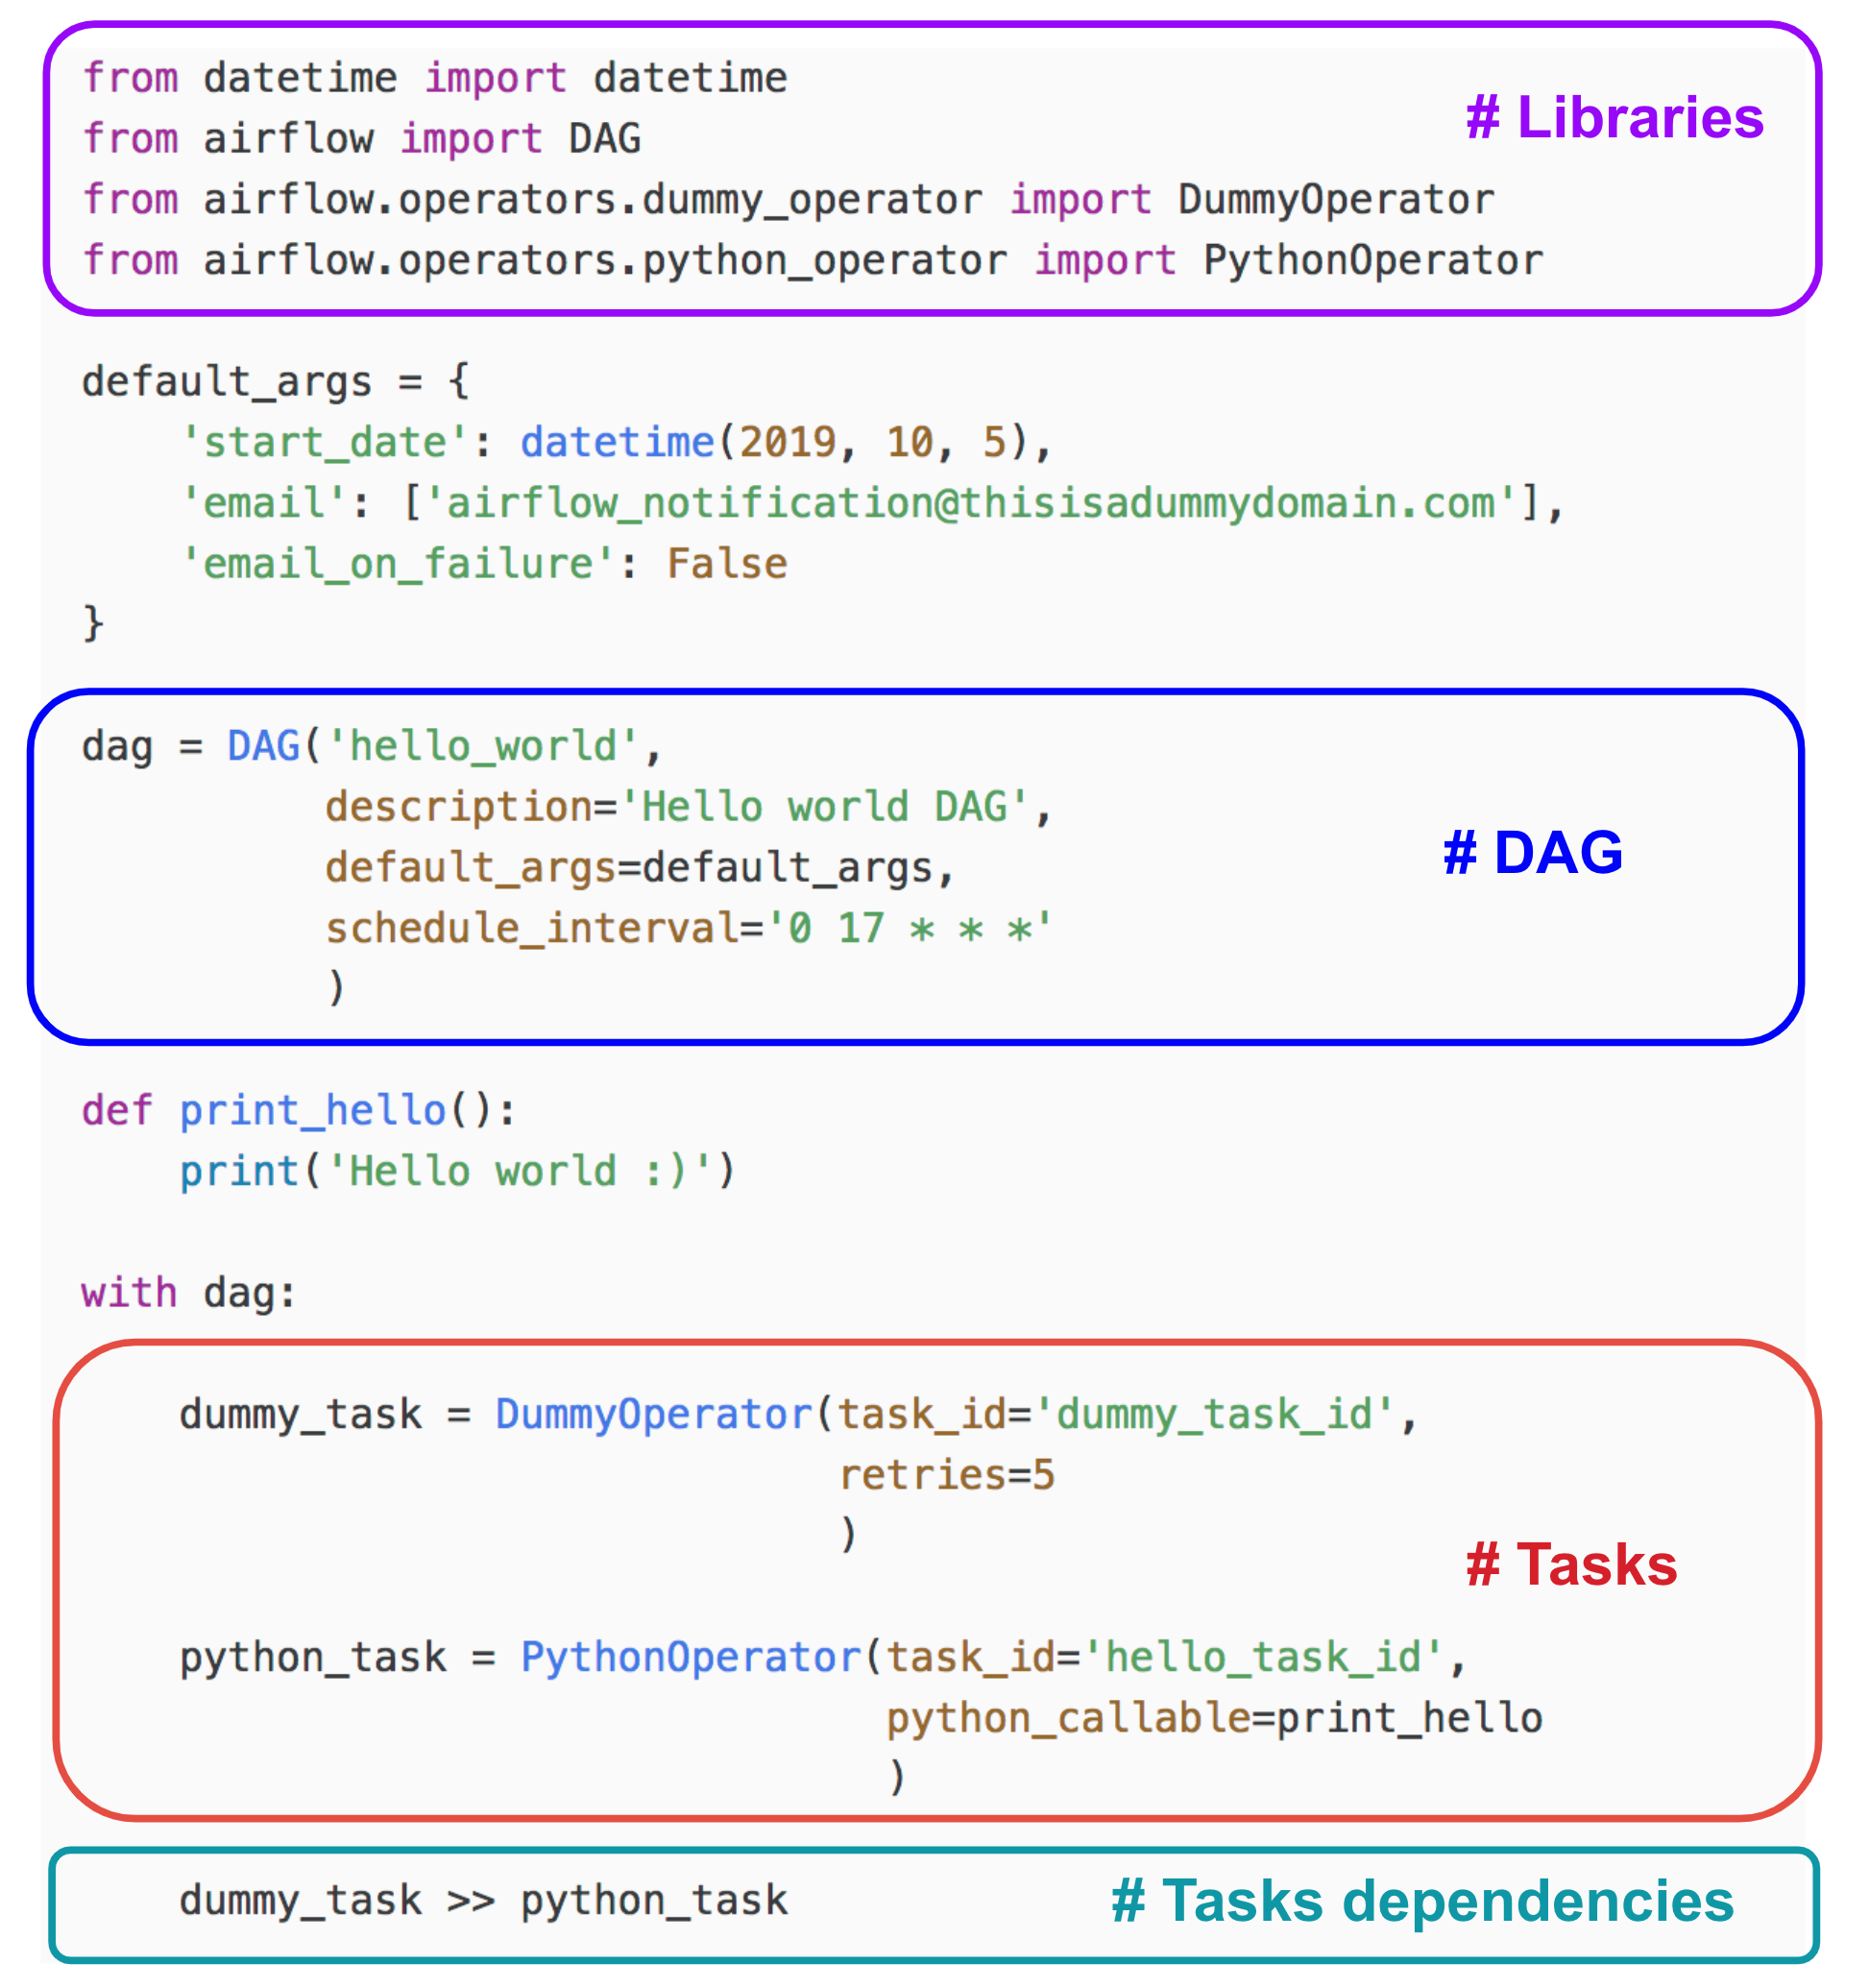 from datetime import datetime
# Libraries
from airflow import DAG
from airflow.operators.dummy_operator import DummyOperator
from airflow.operators.python_operator import PythonOperator
default_args = {
    'start_date': datetime(2019, 10, 5),
    'email': ['airflow_notification@thisisadummydomain.com'],
    'email_on_failure': False
}
dag = DAG('hello_world',
          description='Hello world DAG',
          default_args=default_args,
# DAG
          schedule_interval='0 17 * * *'
          )
def print_hello():
    print('Hello world :)')
with dag:
    dummy_task = DummyOperator(task_id='dummy_task_id',
                               retries=5
                               )
# Tasks
    python_task = PythonOperator(task_id='hello_task_id',
                                 python_callable=print_hello
                                 )
    dummy_task >> python_task
# Tasks dependencies